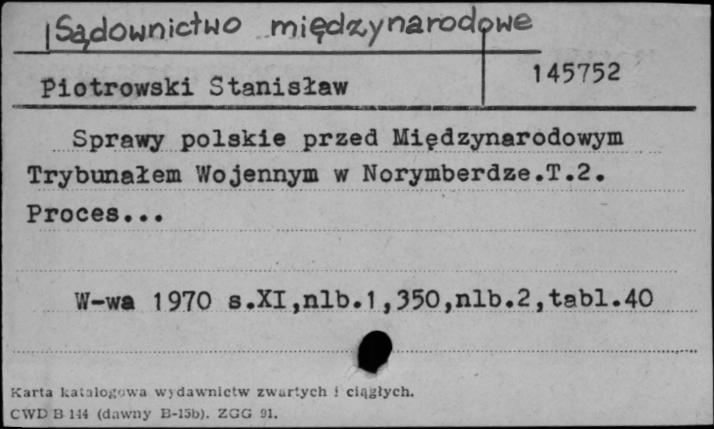 Sądownictwo międzynarodowe
Piotrowski Stanisław
145752
Sprawy polskie przed Międzynarodowym
Trybunałem Wojennym w Norymberdze.T.2.
Proces...
W-wa 1970 s.XI,nlb.1,350,nlb.2,tabl.40
Karta katalogowa wydawnictw zwartych i ciągłych.
CWD B 144 (dawny B-15b). ZGG 91.